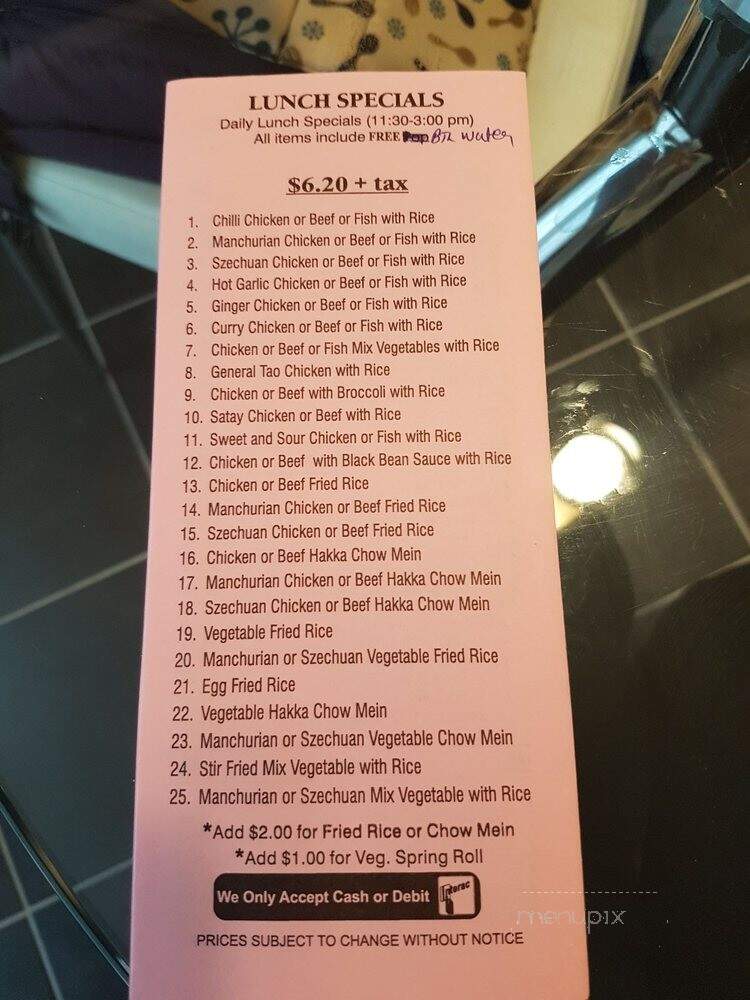 LUNCH SPECIALS
Daily Lunch Specials (11:30-3:00 pm)
All items include FREE Pop Btl water
$6.20 + tax
1. Chilli Chicken or Beef or Fish with Rice
2. Manchurian Chicken or Beef or Fish with Rice
3. Szechuan Chicken or Beef or Fish with Rice
4. Hot Garlic Chicken or Beef or Fish with Rice
5. Ginger Chicken or Beef or Fish with Rice
6. Curry Chicken or Beef or Fish with Rice
7. Chicken or Beef or Fish Mix Vegetables with Rice
8. General Tao Chicken with Rice
9. Chicken or Beef with Broccoli with Rice
10. Satay Chicken or Beef with Rice
11. Sweet and Sour Chicken or Fish with Rice
12. Chicken or Beef with Black Bean Sauce with Rice
13. Chicken or Beef Fried Rice
14. Manchurian Chicken or Beef Fried Rice
15. Szechuan Chicken or Beef Fried Rice
16. Chicken or Beef Hakka Chow Mein
17. Manchurian Chicken or Beef Hakka Chow Mein
18. Szechuan Chicken or Beef Hakka Chow Mein
19. Vegetable Fried Rice
20. Manchurian or Szechuan Vegetable Fried Rice
21. Egg Fried Rice
22. Vegetable Hakka Chow Mein
23. Manchurian or Szechuan Vegetable Chow Mein
24. Stir Fried Mix Vegetable with Rice
25. Manchurian or Szechuan Mix Vegetable with Rice
*Add $2.00 for Fried Rice or Chow Mein
*Add $1.00 for Veg. Spring Roll
We Only Accept Cash or Debit Interac
PRICES SUBJECT TO CHANGE WITHOUT NOTICE
menupix